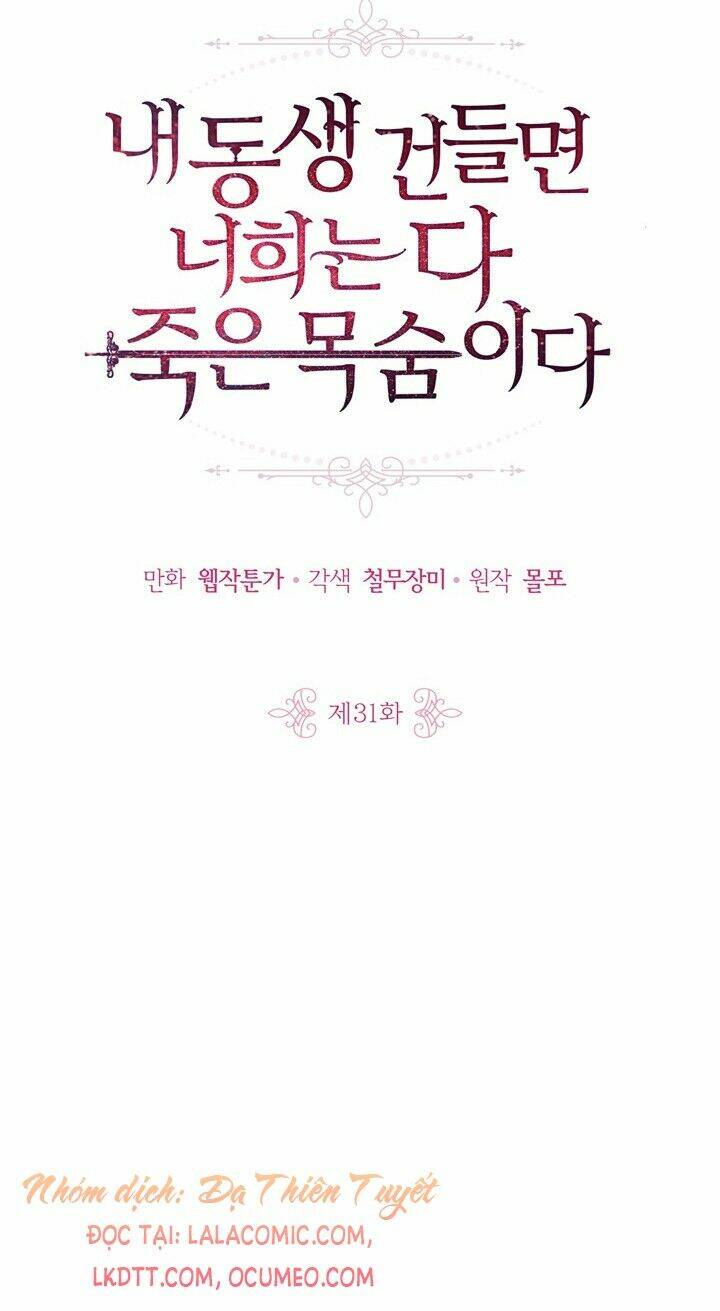 내 동생 건들면
너희는 다
죽은 목숨이다
만화 웹작툰가 • 각색 철무장미 • 원작 몰포
제31화
Nhóm dịch: Dạ Thiên Tuyết
ĐỌC TẠI: LALACOMIC.COM,
LKDTT.COM, OCUMEO.COM